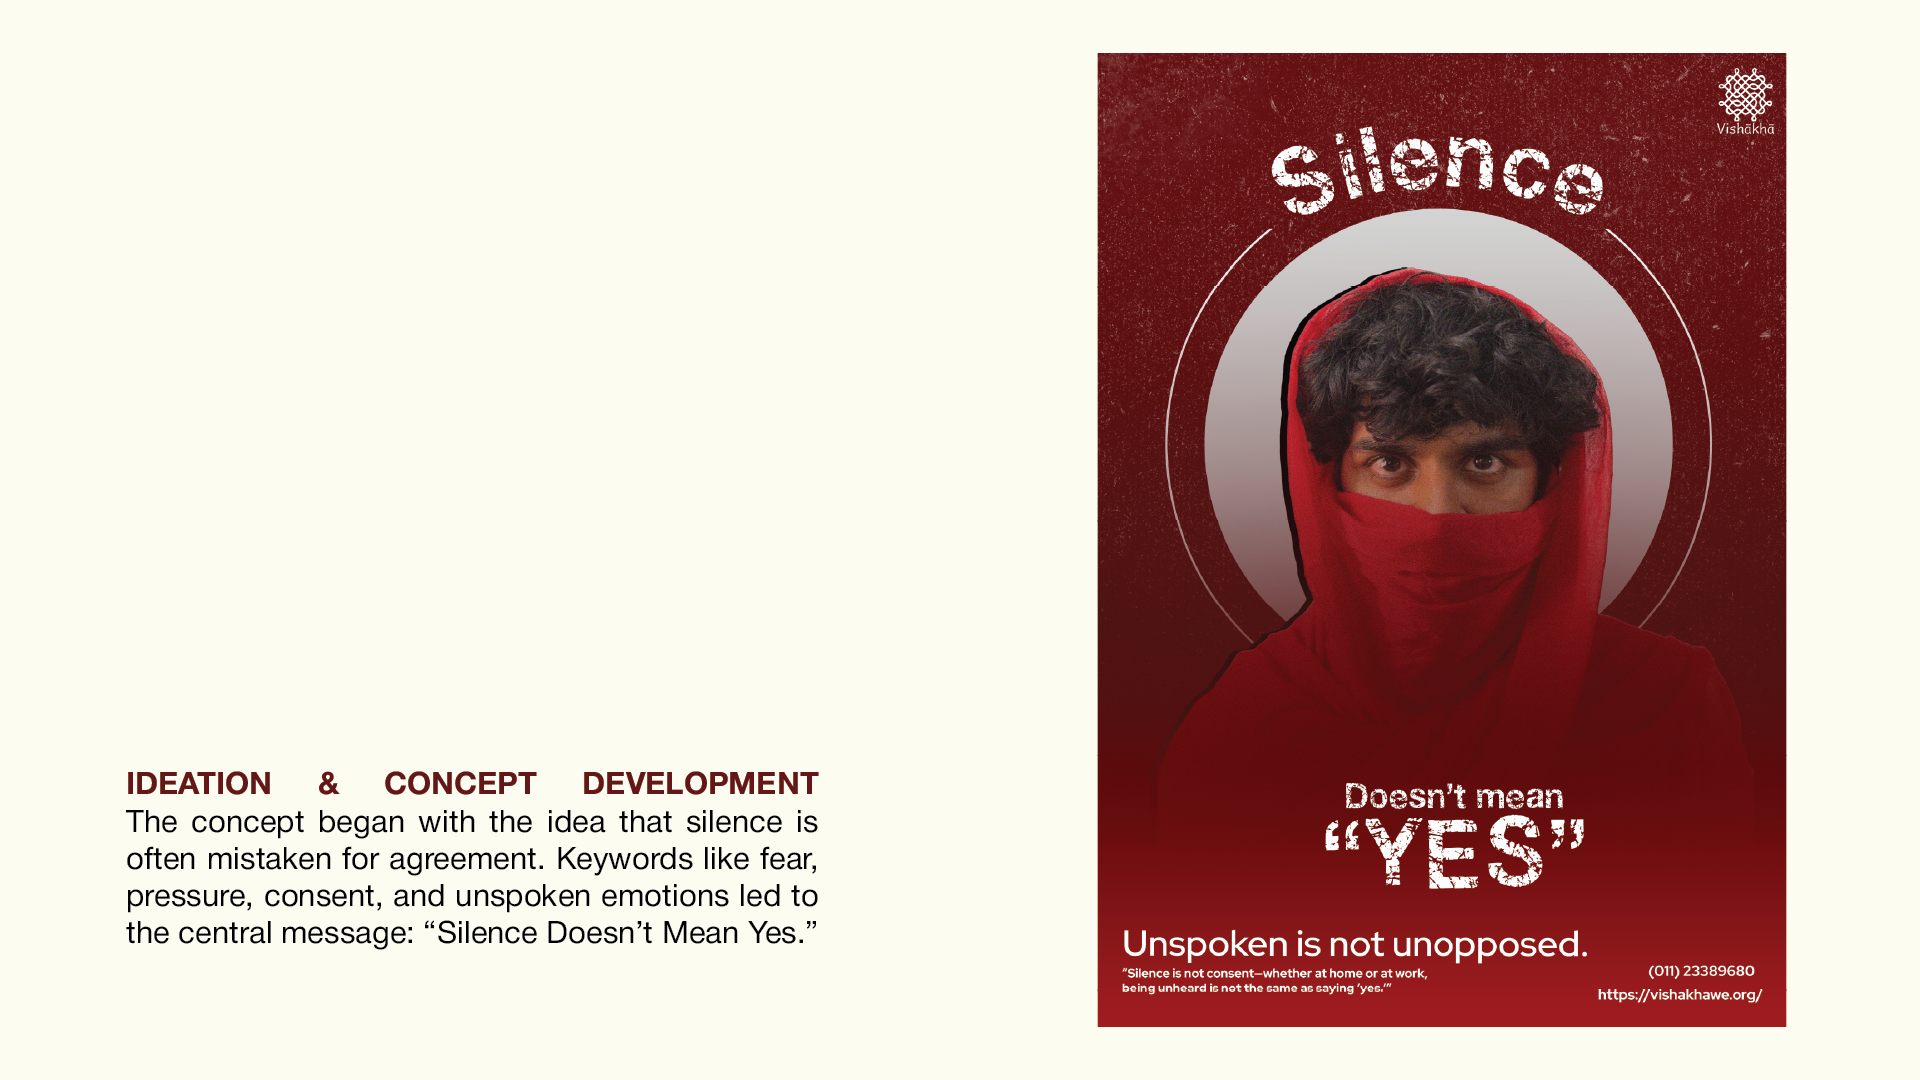 IDEATION & CONCEPT DEVELOPMENT
The concept began with the idea that silence is
often mistaken for agreement. Keywords like fear,
pressure, consent, and unspoken emotions led to
the central message: “Silence Doesn’t Mean Yes.”
Vishākhā
Silence
Doesn’t mean
“YES”
Unspoken is not unopposed.
“Silence is not consent—whether at home or at work,
being unheard is not the same as saying ‘yes.’”
(011) 23389680
https://vishakhawe.org/